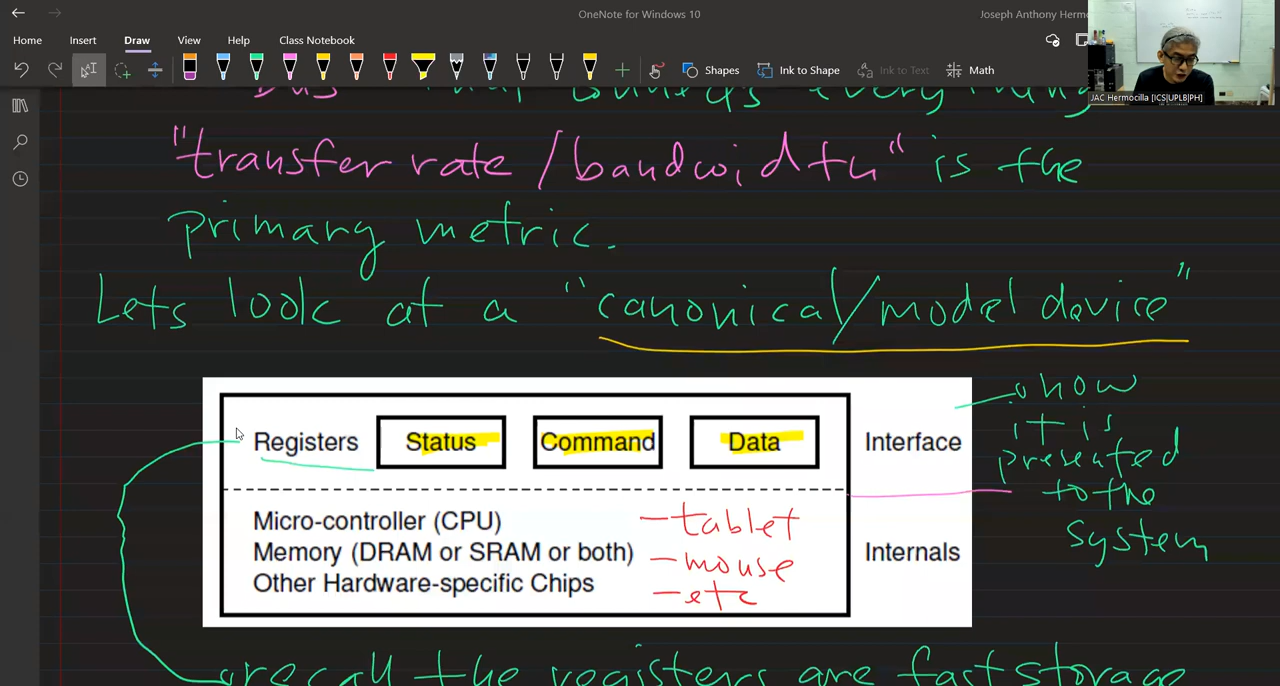 OneNote for Windows 10
Joseph Anthony Hermo
Home Insert Draw View Help Class Notebook
Shapes Ink to Shape Ink to Text Math
JAC Hermocilla [ICS|UPLB|PH]
"transfer rate/bandwidth" is the
primary metric.
Lets look at a "canonical/model device"
Registers Status Command Data Interface
Micro-controller (CPU)
Memory (DRAM or SRAM or both)
Other Hardware-specific Chips
Internals
-tablet
-mouse
-etc
how
it is
presented
to the
system
recall the registers are fast storage